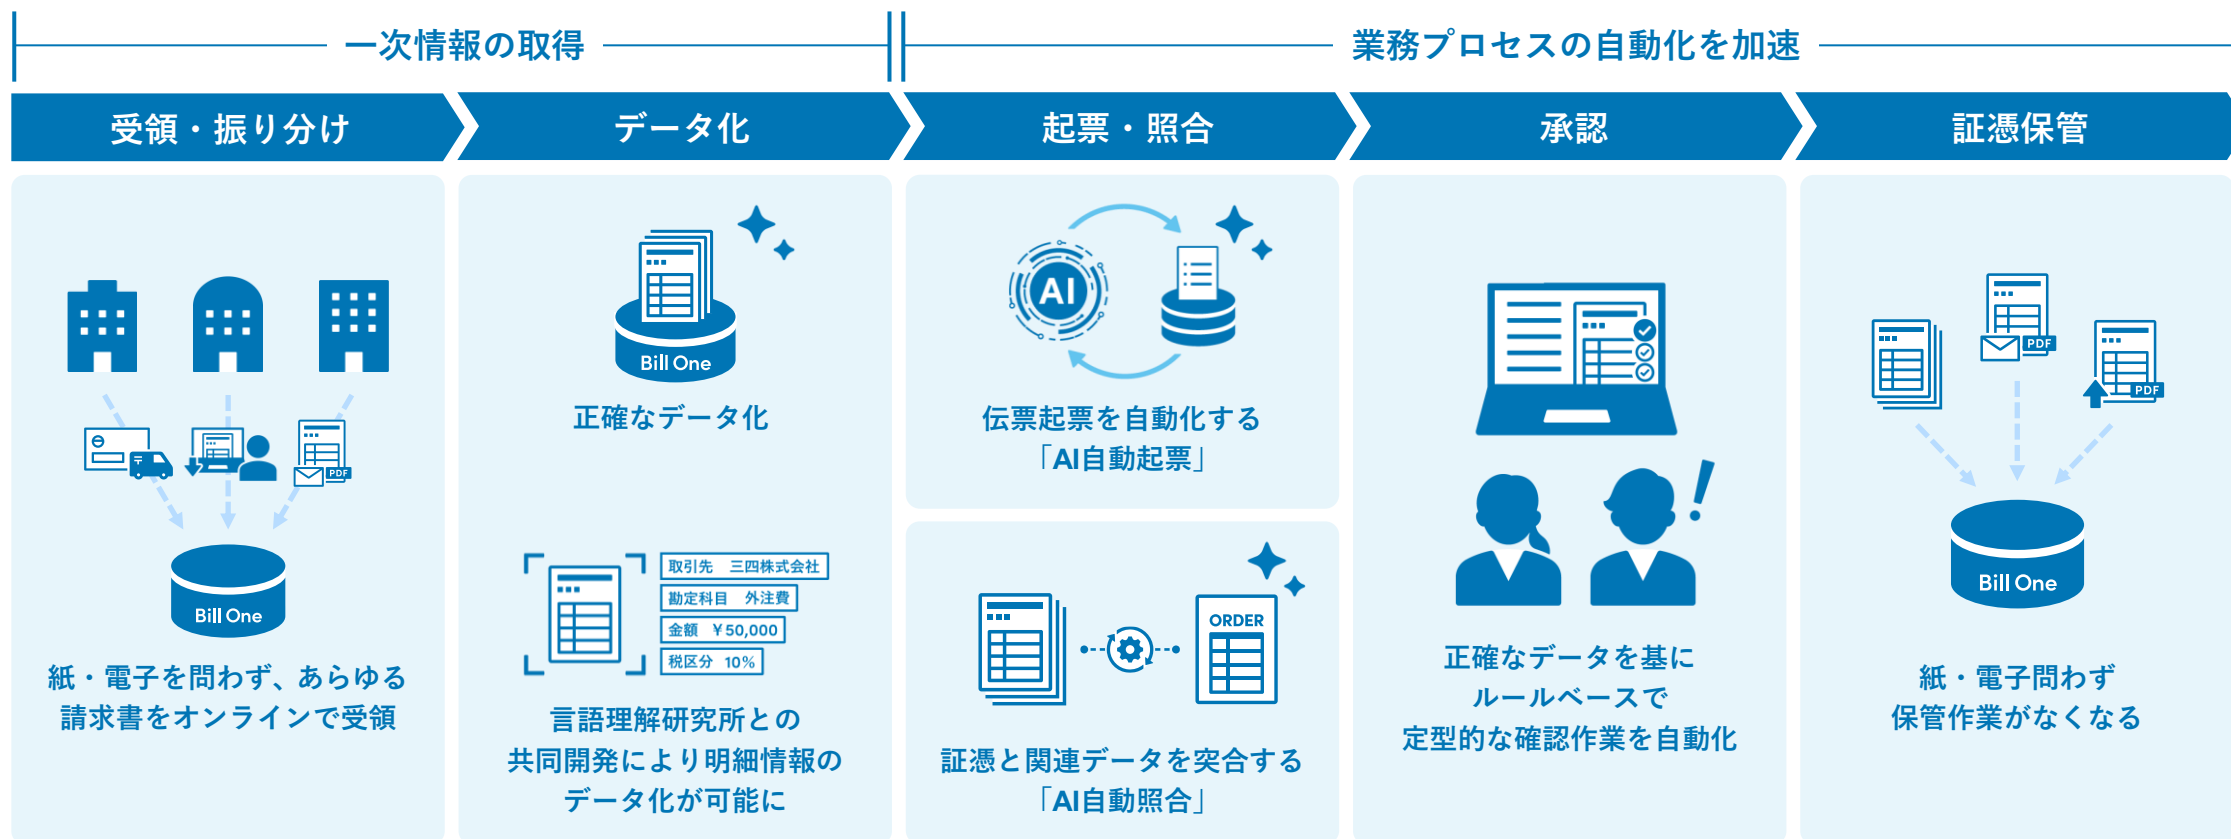 一次情報の取得
業務プロセスの自動化を加速
受領・振り分け
データ化
起票・照合
承認
証憑保管
PDF
Bill One
紙・電子を問わず、あらゆる
請求書をオンラインで受領
Bill One
正確なデータ化
取引先 三四株式会社
勘定科目 外注費
金額 ¥50,000
税区分 10%
言語理解研究所との
共同開発により明細情報の
データ化が可能に
AI
伝票起票を自動化する
「AI自動起票」
ORDER
証憑と関連データを突合する
「AI自動照合」
正確なデータを基に
ルールベースで
定型的な確認作業を自動化
PDF
PDF
Bill One
紙・電子問わず
保管作業がなくなる